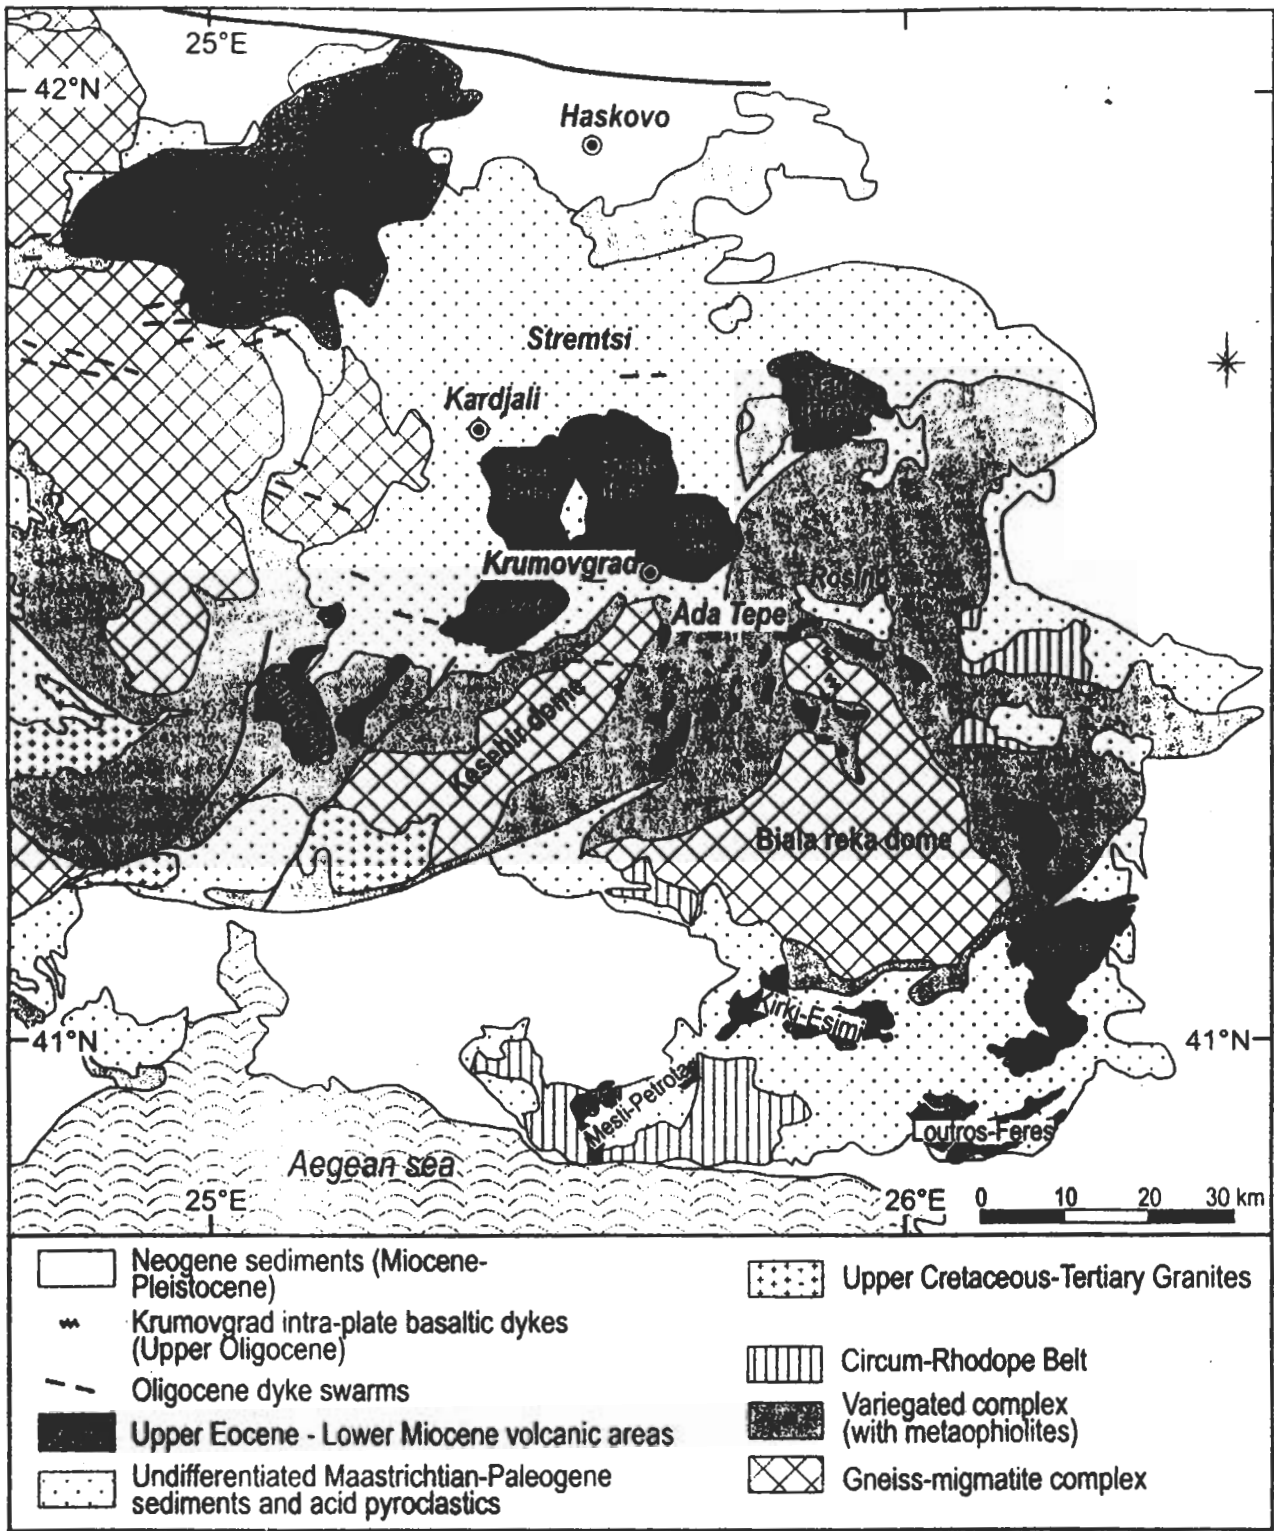 25°E
42°N
Haskovo
Stremtsi
Kardjali
Krumovgrad
Rosino
Ada Tepe
Kesebir dome
Biala reka dome
Kirki-Esimi
41°N
41°N
Mesli-Petrota
Loutros-Feres
Aegean sea
25°E
26°E
0 10 20 30 km
Neogene sediments (Miocene-
Pleistocene)
Krumovgrad intra-plate basaltic dykes
(Upper Oligocene)
Oligocene dyke swarms
Upper Eocene - Lower Miocene volcanic areas
Undifferentiated Maastrichtian-Paleogene
sediments and acid pyroclastics
Upper Cretaceous-Tertiary Granites
Circum-Rhodope Belt
Variegated complex
(with metaophiolites)
Gneiss-migmatite complex